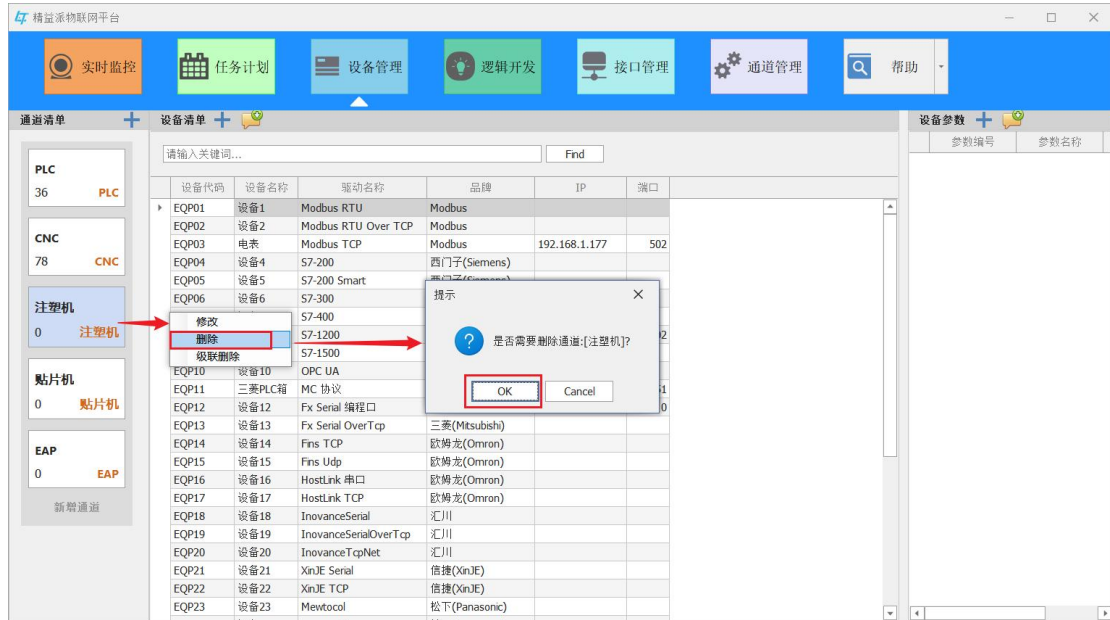 精益派物联网平台
实时监控 任务计划 设备管理 逻辑开发 接口管理 通道管理 帮助
通道清单 设备清单 设备参数
请输入关键词... Find
参数编号 参数名称
PLC
36 PLC
CNC
78 CNC
注塑机
0 注塑机
贴片机
0 贴片机
EAP
0 EAP
新增通道
设备代码 设备名称 驱动名称 品牌 IP 端口
EQP01 设备1 Modbus RTU Modbus
EQP02 设备2 Modbus RTU Over TCP Modbus
EQP03 电表 Modbus TCP Modbus 192.168.1.177 502
EQP04 设备4 S7-200 西门子(Siemens)
EQP05 设备5 S7-200 Smart
EQP06 设备6 S7-300
S7-400
S7-1200
S7-1500
EQP10 设备10 OPC UA
EQP11 三菱PLC箱 MC 协议
EQP12 设备12 Fx Serial 编程口
EQP13 设备13 Fx Serial OverTcp 三菱(Mitsubishi)
EQP14 设备14 Fins TCP 欧姆龙(Omron)
EQP15 设备15 Fins Udp 欧姆龙(Omron)
EQP16 设备16 HostLink 串口 欧姆龙(Omron)
EQP17 设备17 HostLink TCP 欧姆龙(Omron)
EQP18 设备18 InovanceSerial 汇川
EQP19 设备19 InovanceSerialOverTcp 汇川
EQP20 设备20 InovanceTcpNet 汇川
EQP21 设备21 XinJE Serial 信捷(XinJE)
EQP22 设备22 XinJE TCP 信捷(XinJE)
EQP23 设备23 Mewtocol 松下(Panasonic)
修改
删除
级联删除
提示
是否需要删除通道:[注塑机]?
OK Cancel